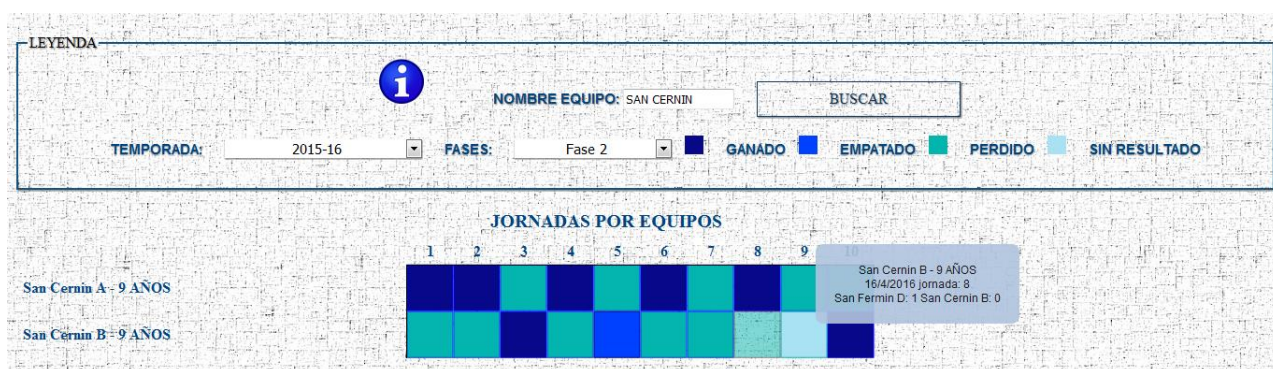 LEYENDA
i
NOMBRE EQUIPO: SAN CERNIN BUSCAR
TEMPORADA: 2015-16 FASES: Fase 2 GANADO EMPATADO PERDIDO SIN RESULTADO
JORNADAS POR EQUIPOS
1 2 3 4 5 6 7 8 9 10
San Cernin B - 9 AÑOS
16/4/2016 jornada: 8
San Fermin D: 1 San Cernin B: 0
San Cernin A - 9 AÑOS
San Cernin B - 9 AÑOS